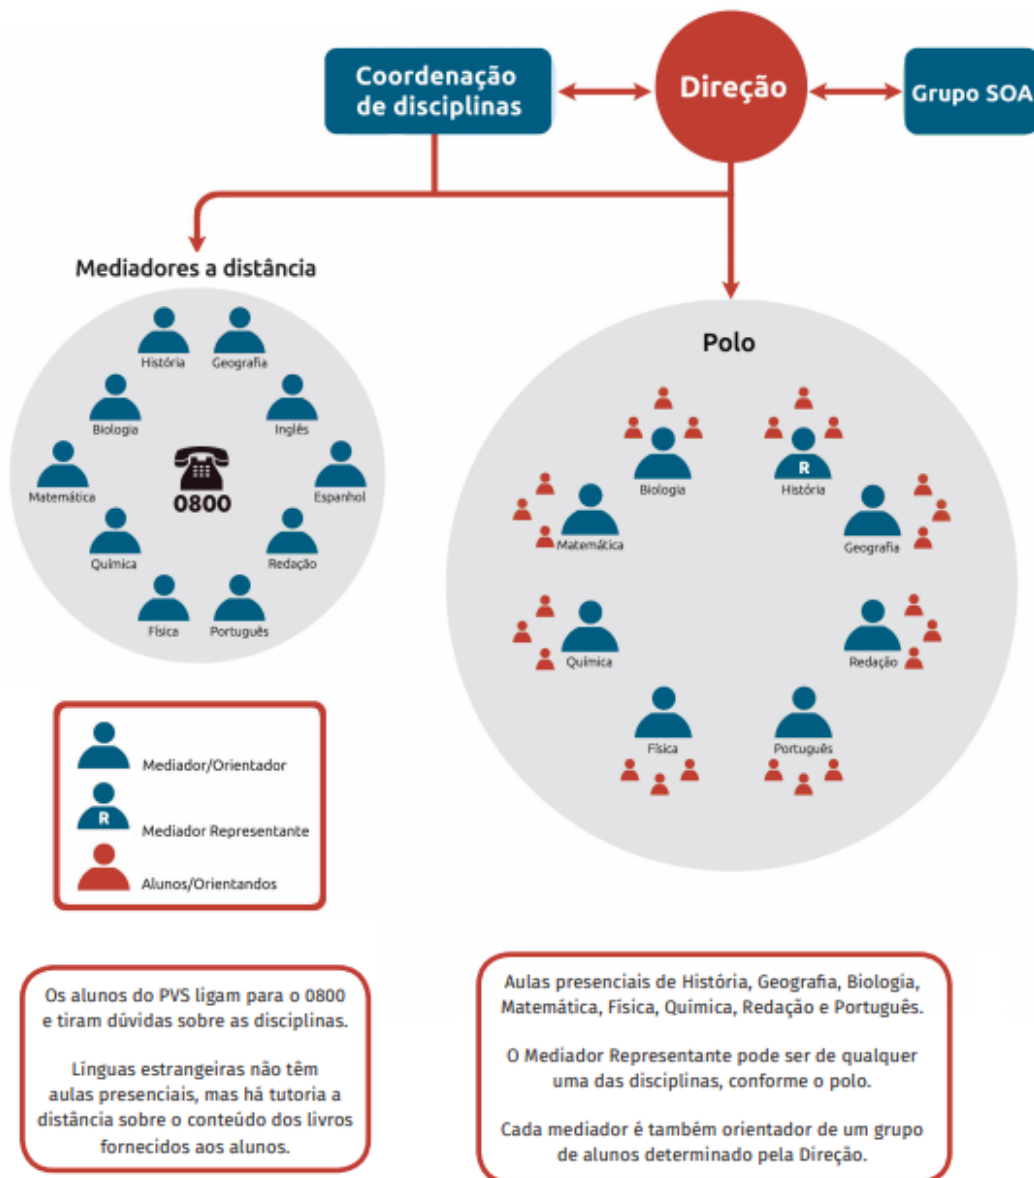 Coordenação
de disciplinas
Direção
Grupo SOA
Mediadores a distância
História
Geografia
Biologia
Inglês
Matemática
0800
Espanhol
Química
Redação
Física
Português
Polo
Biologia
R
História
Matemática
Geografia
Química
Redação
Física
Português
Mediador/Orientador
R
Mediador Representante
Alunos/Orientandos
Os alunos do PVS ligam para o 0800
e tiram dúvidas sobre as disciplinas.
Línguas estrangeiras não têm
aulas presenciais, mas há tutoria a
distância sobre o conteúdo dos livros
fornecidos aos alunos.
Aulas presenciais de História, Geografia, Biologia,
Matemática, Física, Química, Redação e Português.
O Mediador Representante pode ser de qualquer
uma das disciplinas, conforme o polo.
Cada mediador é também orientador de um grupo
de alunos determinado pela Direção.